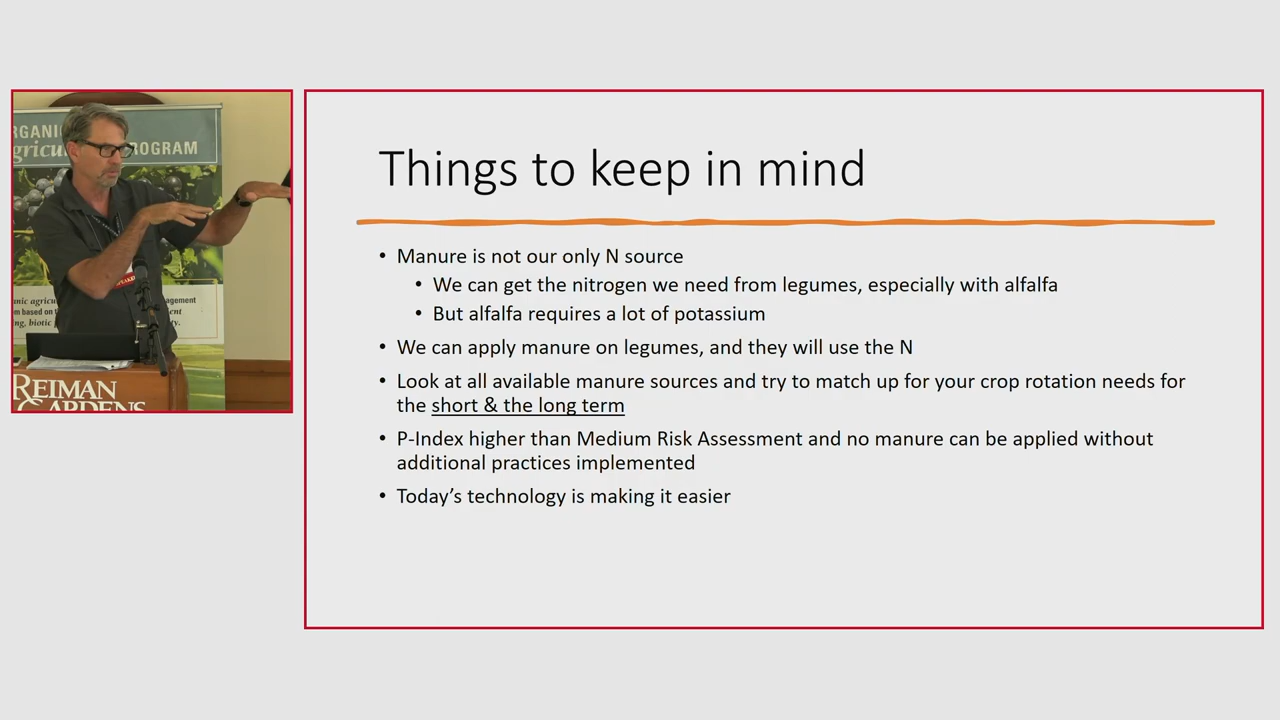 Things to keep in mind
• Manure is not our only N source
• We can get the nitrogen we need from legumes, especially with alfalfa
• But alfalfa requires a lot of potassium
• We can apply manure on legumes, and they will use the N
• Look at all available manure sources and try to match up for your crop rotation needs for
the short & the long term
• P-Index higher than Medium Risk Assessment and no manure can be applied without
additional practices implemented
• Today’s technology is making it easier
REIMAN
GARDENS